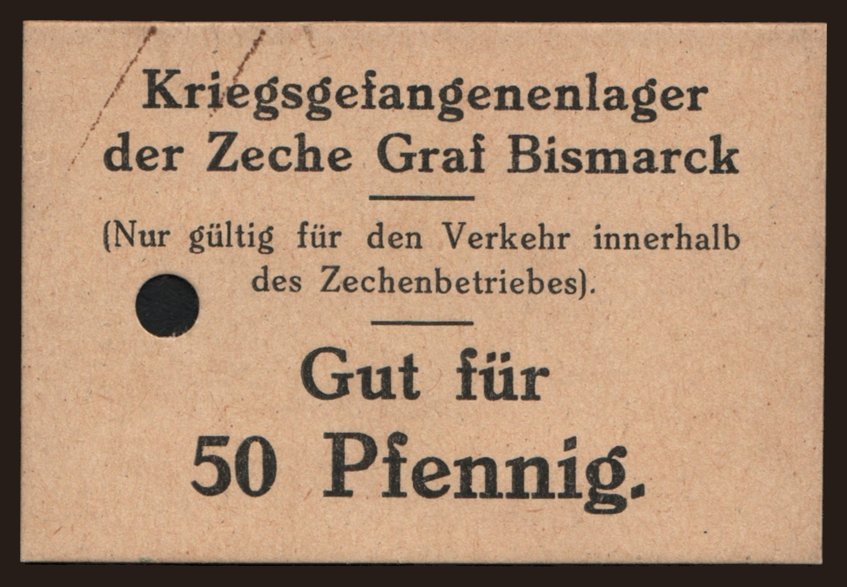 Kriegsgefangenenlager
der Zeche Graf Bismarck
(Nur gültig für den Verkehr innerhalb
des Zechenbetriebes).
Gut für
50 Pfennig.